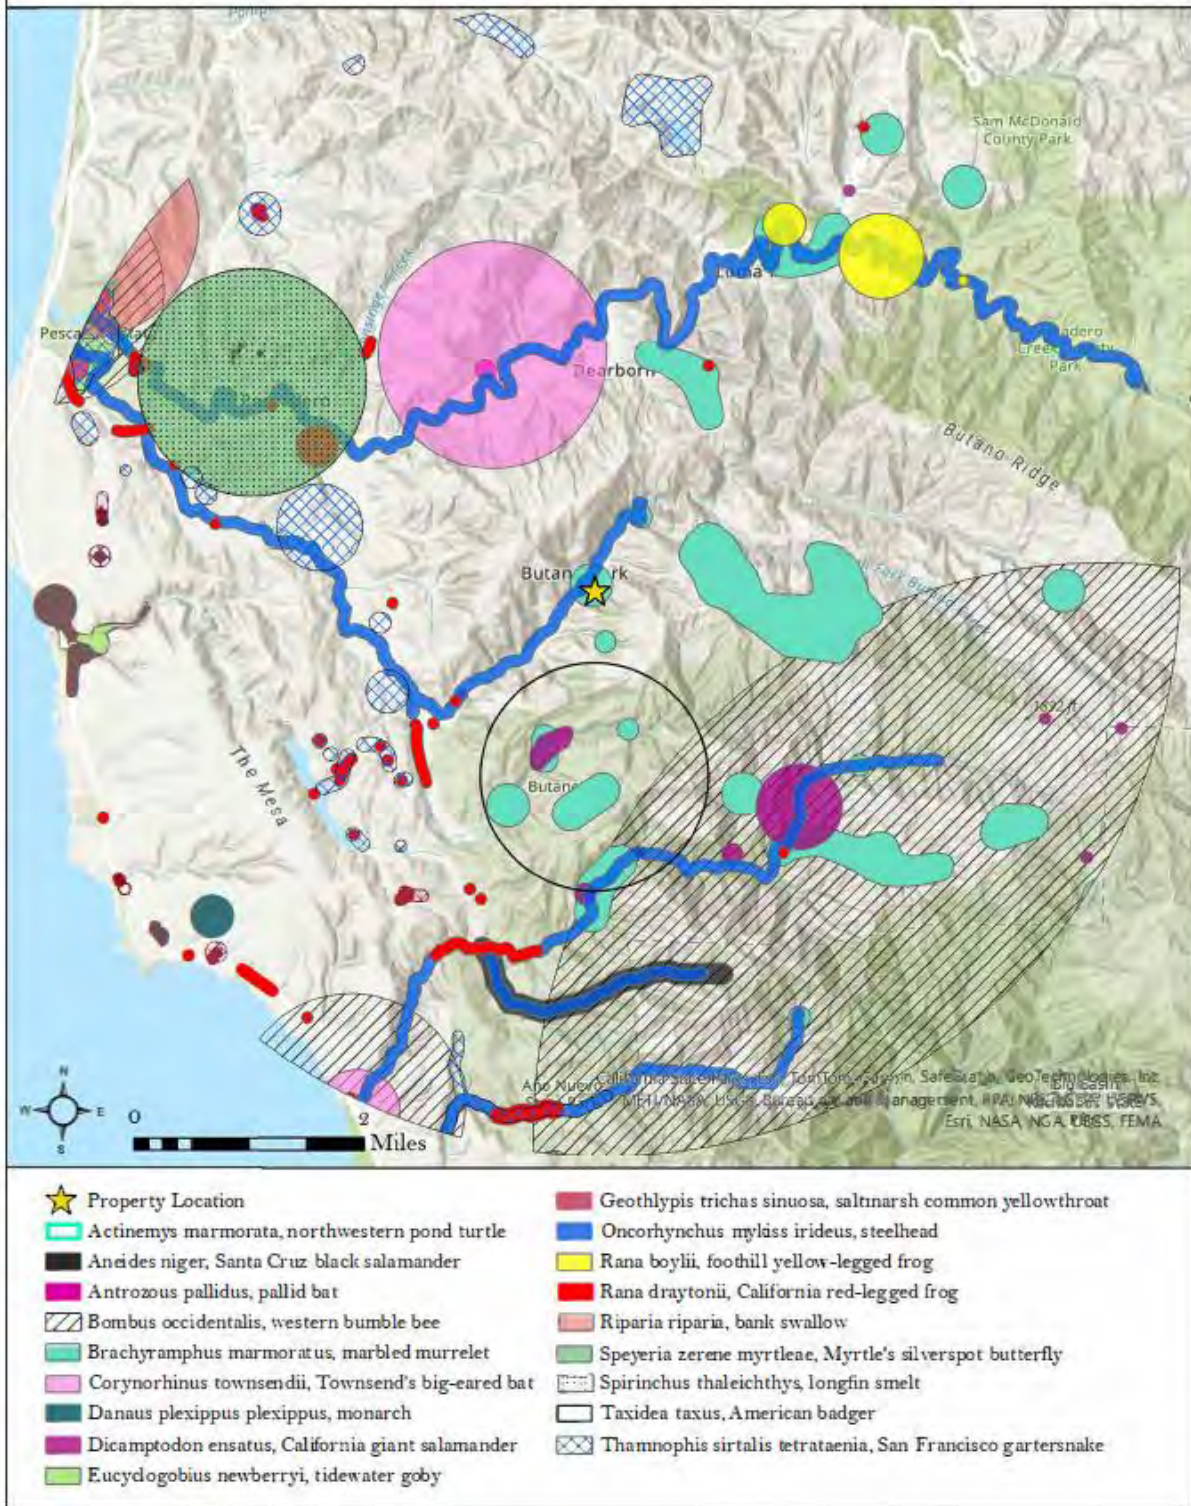 Sam McDonald
County Park
Loma
Dearborn
Butano Ridge
The Mesa
N
W
E
S
0
2
Miles
Ano Nuevo
Esri, NASA, NGA, USGS, FEMA
Property Location
Actinemys marmorata, northwestern pond turtle
Aneides niger, Santa Cruz black salamander
Antrozous pallidus, pallid bat
Bombus occidentalis, western bumble bee
Brachyramphus marmoratus, marbled murrelet
Corynorhinus townsendii, Townsend's big-eared bat
Danaus plexippus plexippus, monarch
Dicamptodon ensatus, California giant salamander
Eucyclogobius newberryi, tidewater goby
Geothlypis trichas sinuosa, saltmarsh common yellowthroat
Oncorhynchus mykiss irideus, steelhead
Rana boylii, foothill yellow-legged frog
Rana draytonii, California red-legged frog
Riparia riparia, bank swallow
Speyeria zerene myrtleae, Myrtle's silverspot butterfly
Spirinchus thaleichthys, longfin smelt
Taxidea taxus, American badger
Thamnophis sirtalis tetrataenia, San Francisco gartersnake